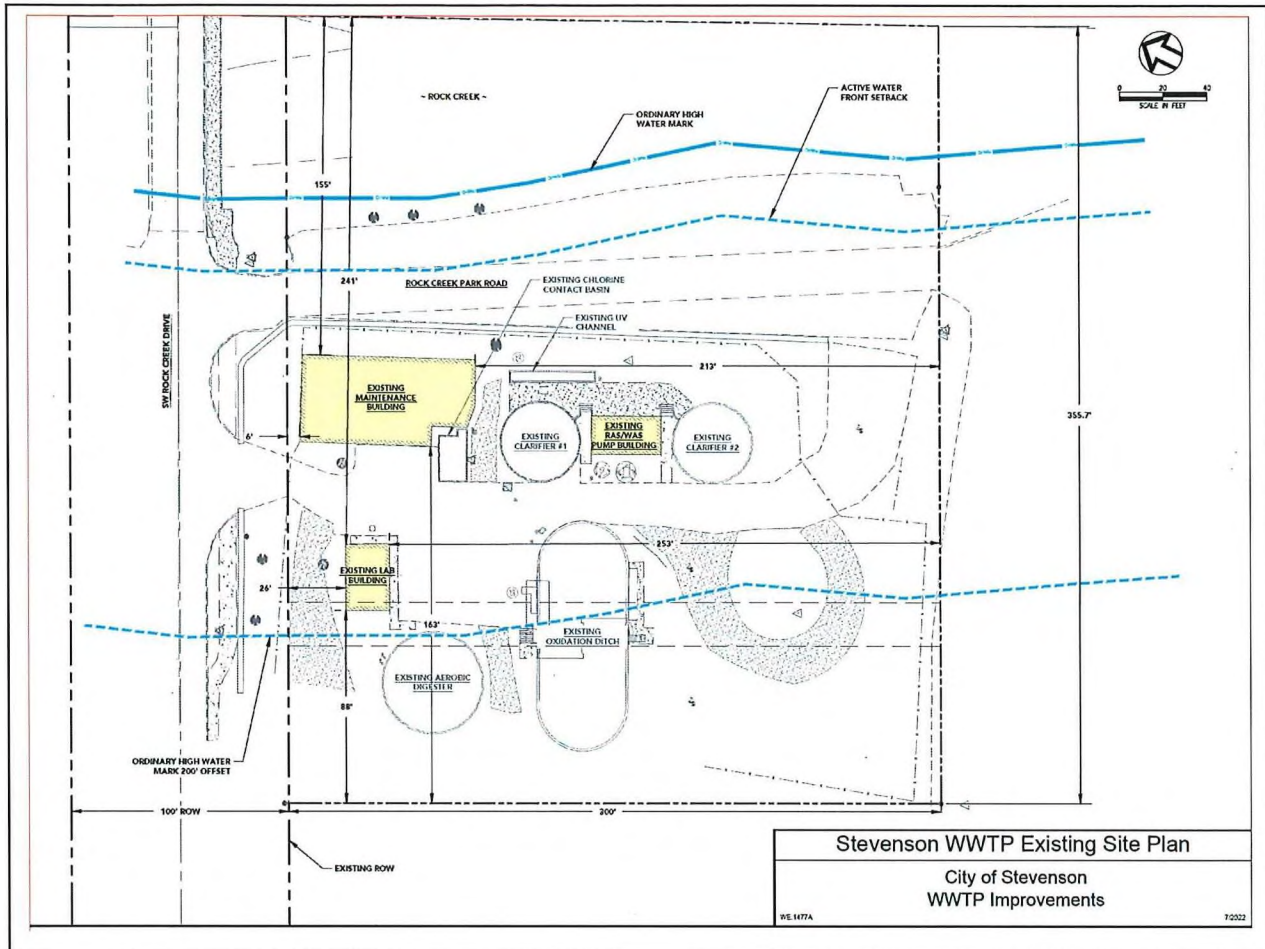 ~ ROCK CREEK ~
ORDINARY HIGH
WATER MARK
ACTIVE WATER
FRONT SETBACK
0 20 40
SCALE IN FEET
155'
241'
ROCK CREEK PARK ROAD
EXISTING CHLORINE
CONTACT BASIN
EXISTING UV
CHANNEL
SW ROCK CREEK DRIVE
213'
355.7'
EXISTING
MAINTENANCE
BUILDING
EXISTING
CLARIFIER #1
EXISTING
RAS/WAS
PUMP BUILDING
EXISTING
CLARIFIER #2
6'
253'
EXISTING LAB
BUILDING
26'
163'
EXISTING
OXIDATION DITCH
EXISTING AEROBIC
DIGESTER
88'
ORDINARY HIGH WATER
MARK 200' OFFSET
100' ROW
300'
EXISTING ROW
Stevenson WWTP Existing Site Plan
City of Stevenson
WWTP Improvements
WE.1477A
7/2022